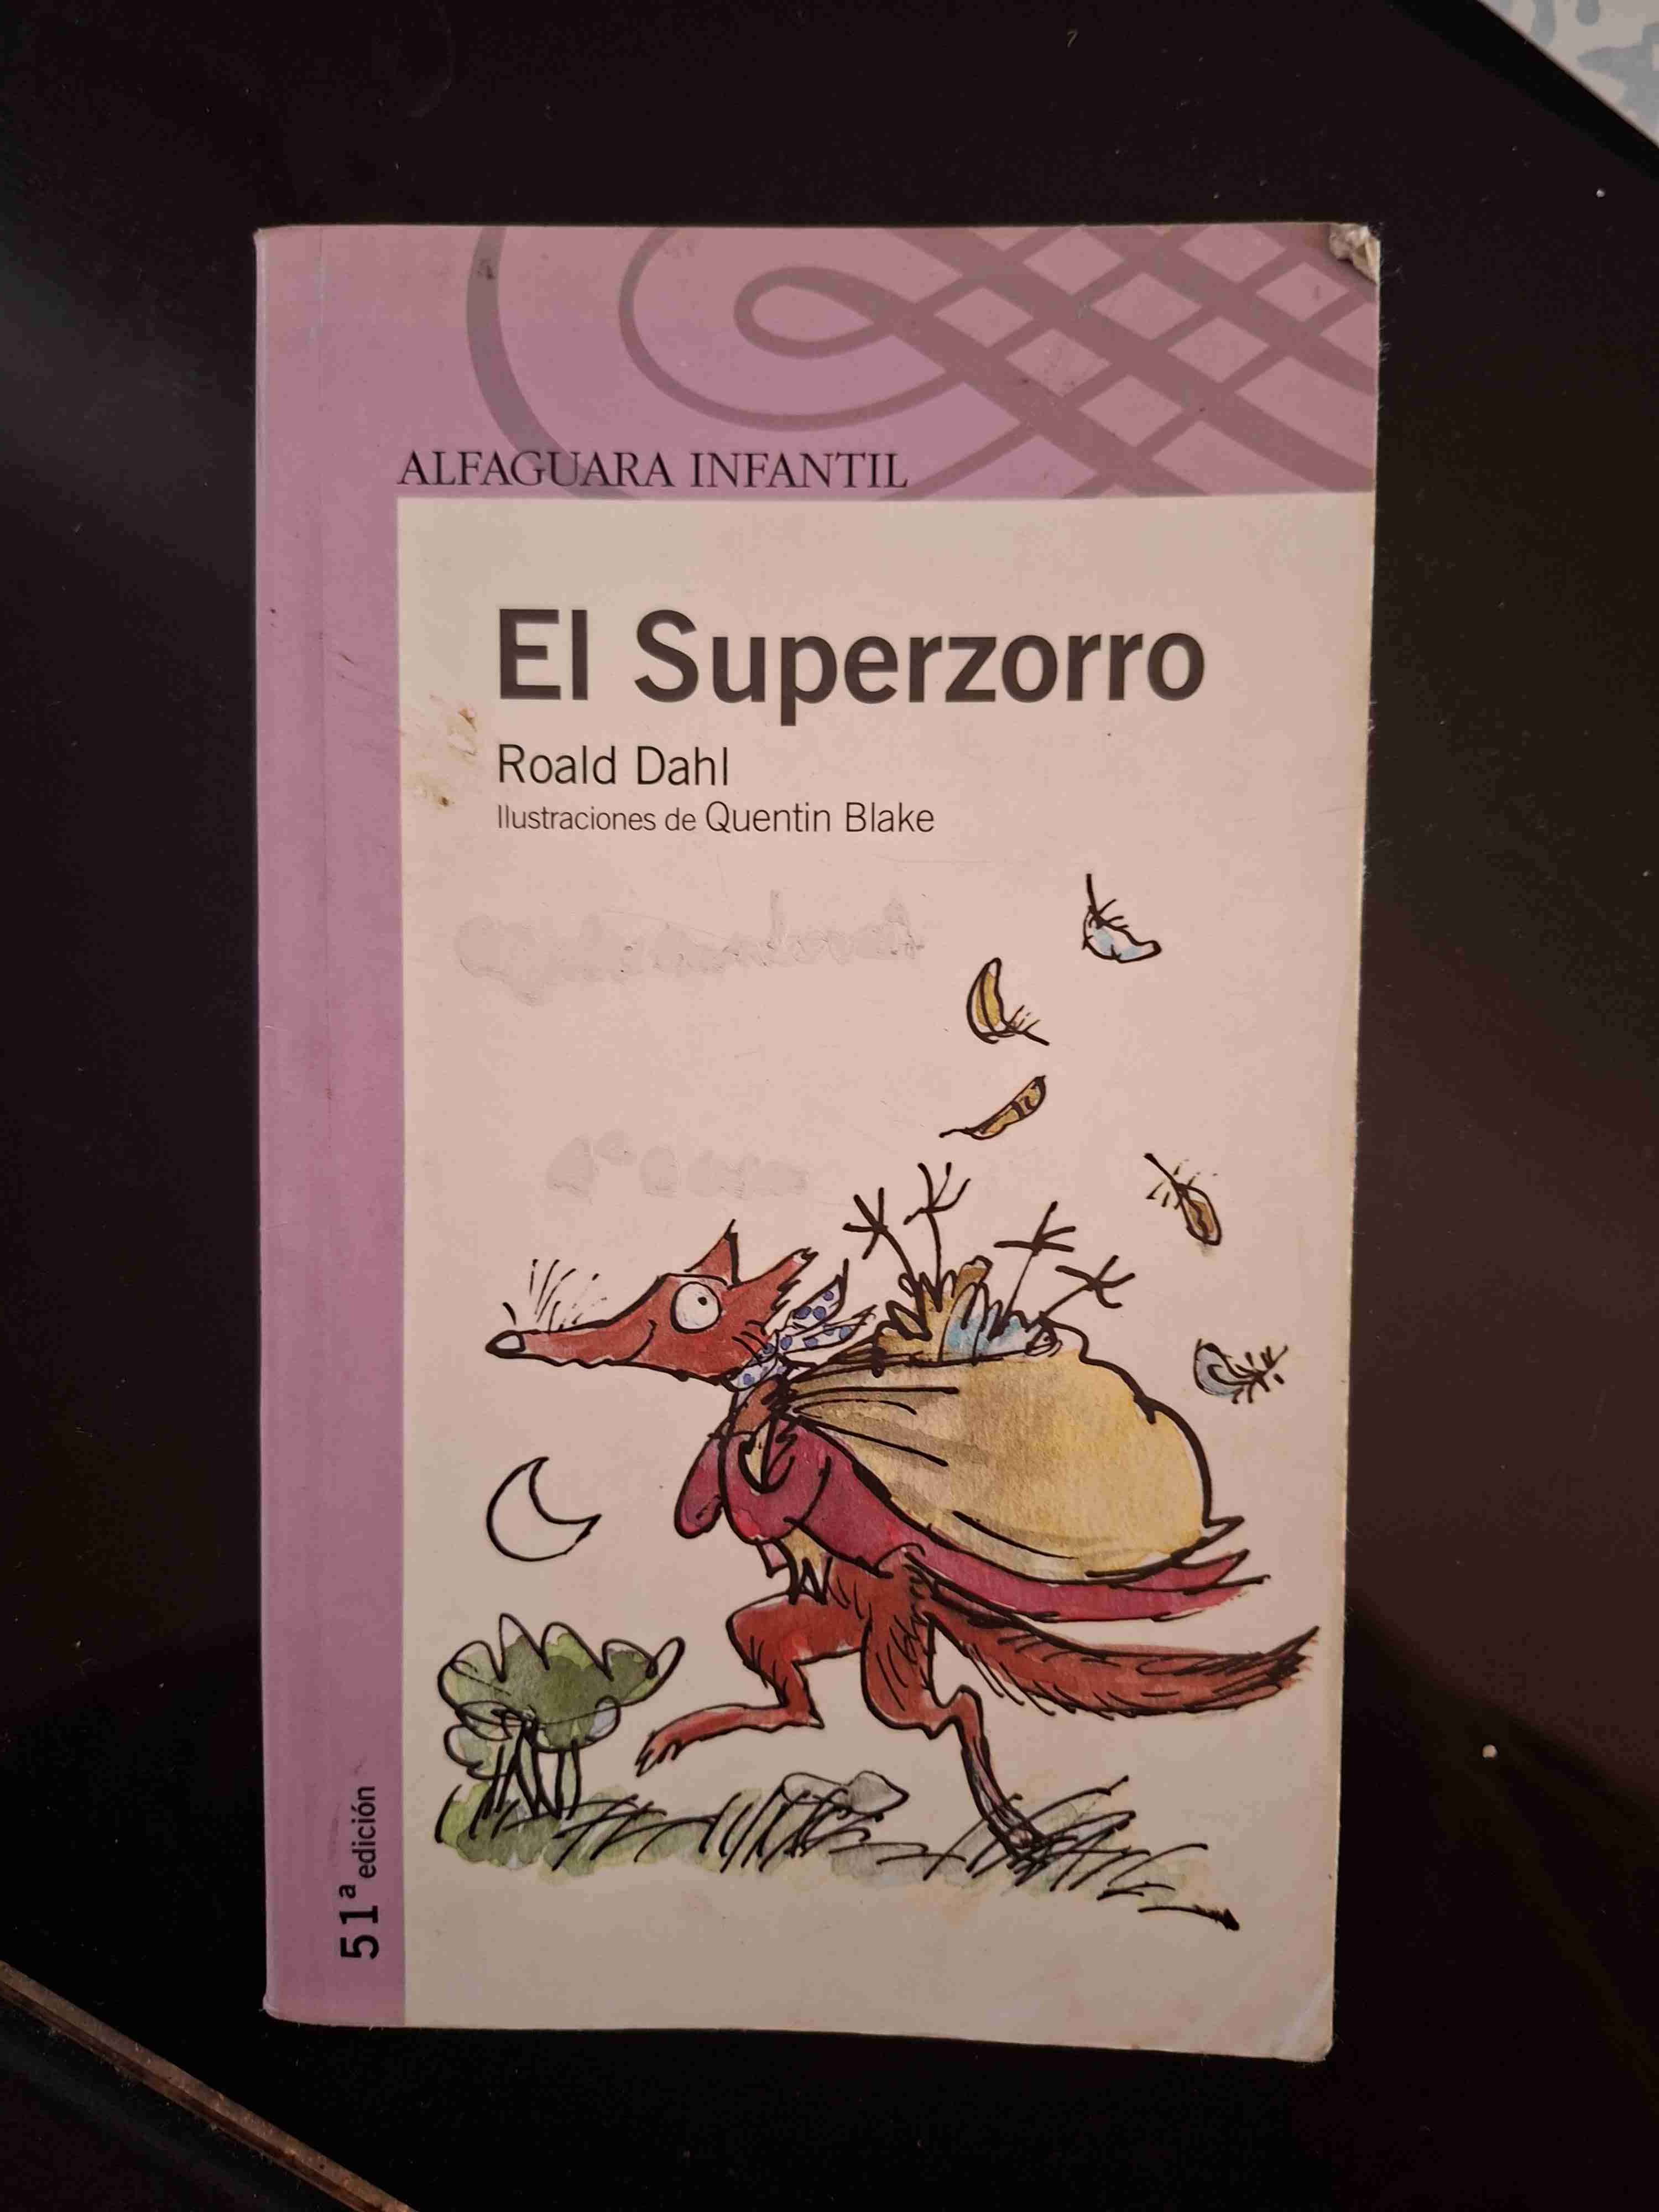 ALFAGUARA INFANTIL
El Superzorro
Roald Dahl
Ilustraciones de Quentin Blake
51ª edición